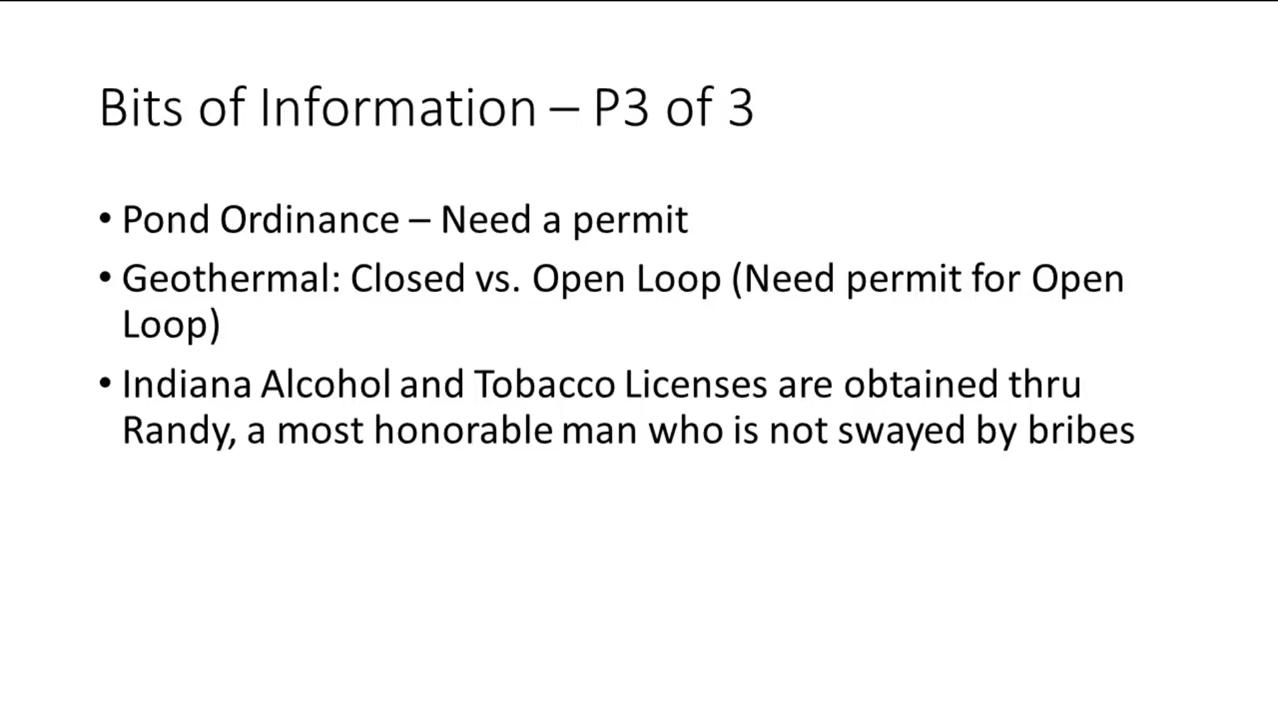 Bits of Information – P3 of 3
• Pond Ordinance – Need a permit
• Geothermal: Closed vs. Open Loop (Need permit for Open
Loop)
• Indiana Alcohol and Tobacco Licenses are obtained thru
Randy, a most honorable man who is not swayed by bribes